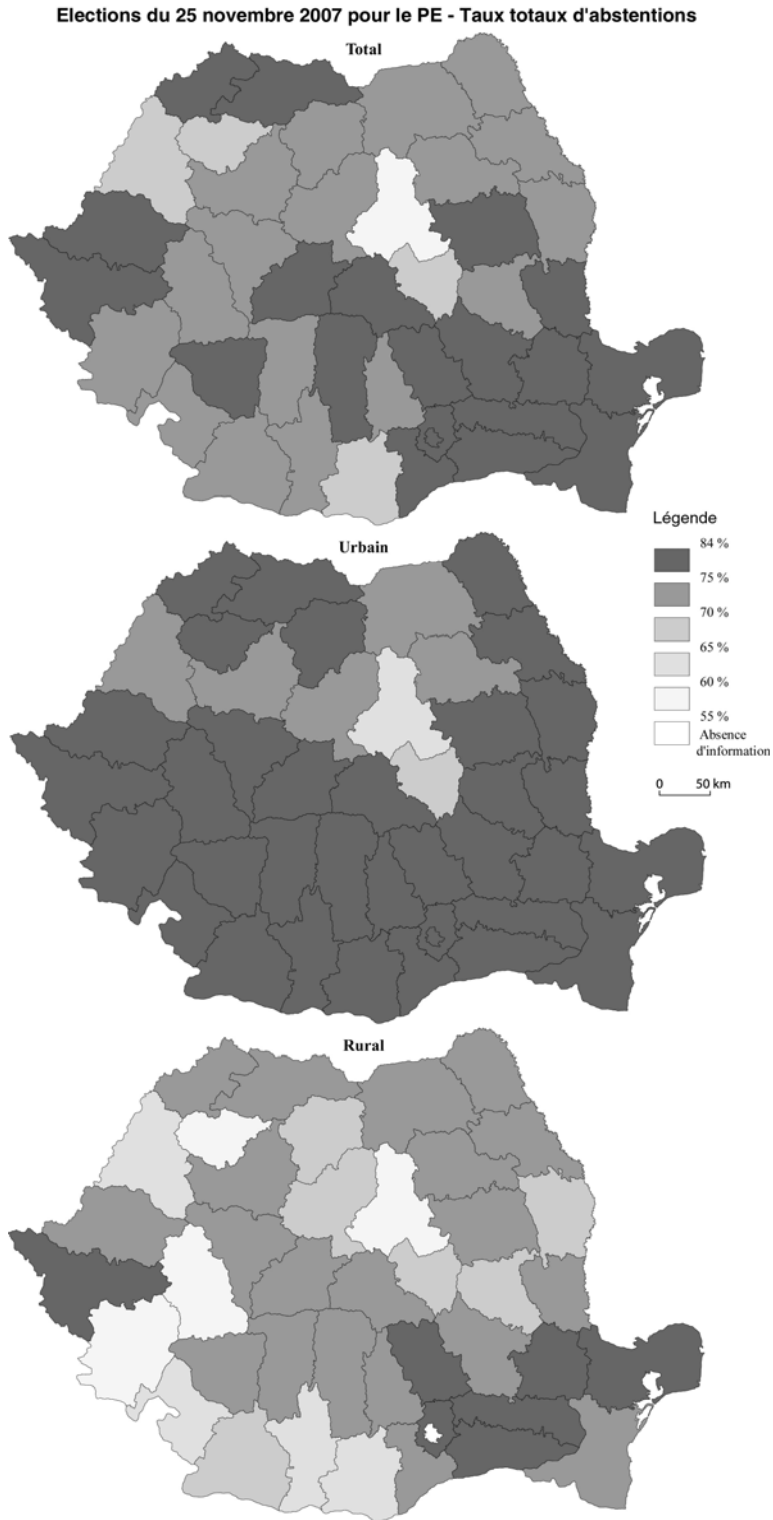 Elections du 25 novembre 2007 pour le PE - Taux totaux d'abstentions
Total
Légende
84 %
75 %
70 %
65 %
60 %
55 %
Absence
d'information
0 50 km
Urbain
Rural